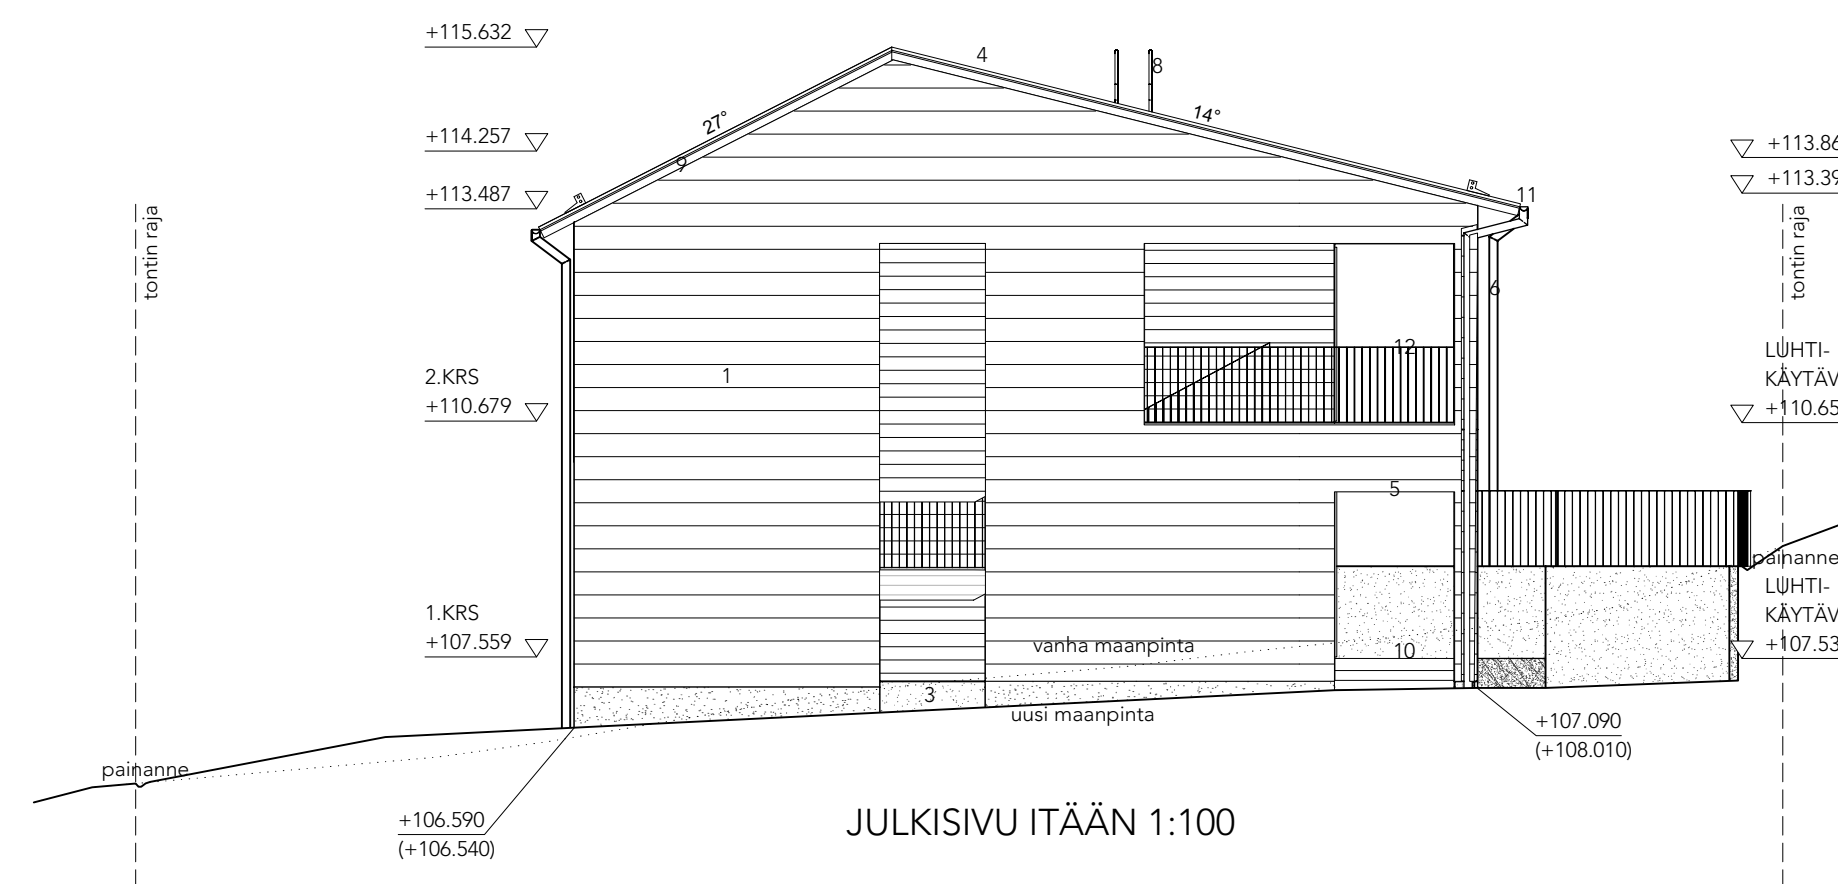 +115.632
4
8
27°
14°
+114.257
+113.86
9
+113.487
+113.39
11
tontin raja
tontin raja
6
12
LUHTI-
2.KRS
1
KÄYTÄV
+110.679
+110.65
5
painanne
LUHTI-
1.KRS
KÄYTÄV
+107.559
vanha maanpinta
10
+107.53
3
uusi maanpinta
+107.090
(+108.010)
painanne
+106.590
(+106.540)
JULKISIVU ITÄÄN 1:100